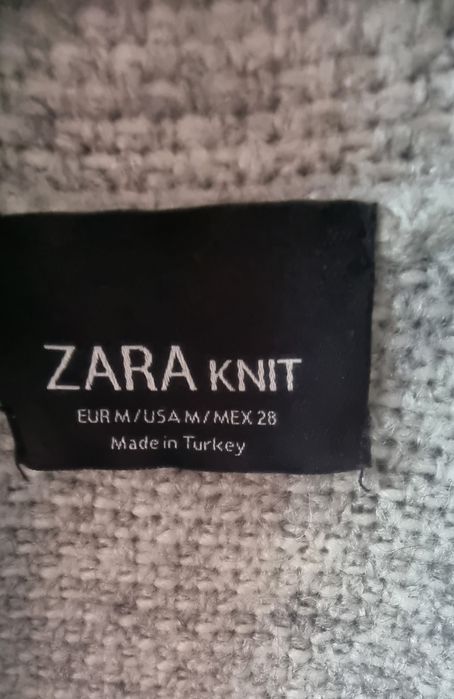 ZARA KNIT
EUR M/USA M/MEX 28
Made in Turkey